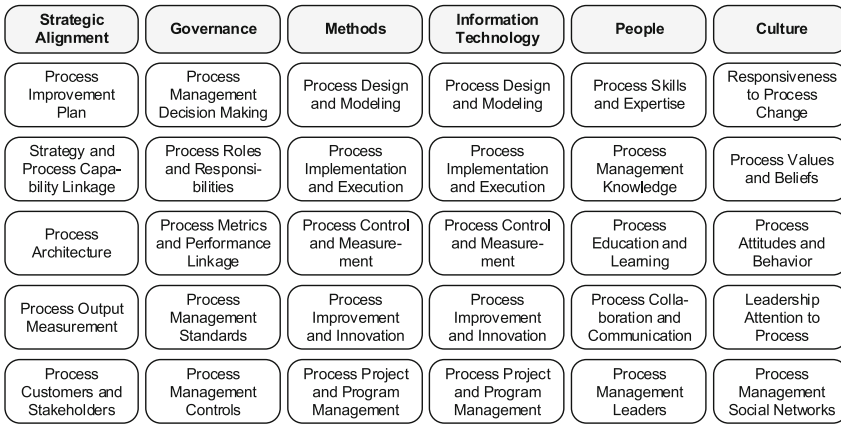 Strategic
Alignment
Governance
Methods
Information
Technology
People
Culture
Process
Improvement
Plan
Process
Management
Decision Making
Process Design
and Modeling
Process Design
and Modeling
Process Skills
and Expertise
Responsiveness
to Process
Change
Strategy and
Process Capa-
bility Linkage
Process Roles
and Responsi-
bilities
Process
Implementation
and Execution
Process
Implementation
and Execution
Process
Management
Knowledge
Process Values
and Beliefs
Process
Architecture
Process Metrics
and Performance
Linkage
Process Control
and Measure-
ment
Process Control
and Measure-
ment
Process
Education and
Learning
Process
Attitudes and
Behavior
Process Output
Measurement
Process
Management
Standards
Process
Improvement
and Innovation
Process
Improvement
and Innovation
Process Colla-
boration and
Communication
Leadership
Attention to
Process
Process
Customers and
Stakeholders
Process
Management
Controls
Process Project
and Program
Management
Process Project
and Program
Management
Process
Management
Leaders
Process
Management
Social Networks